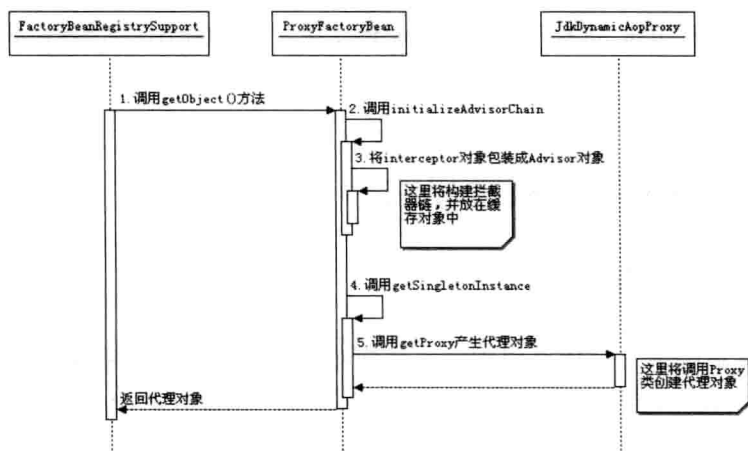 FactoryBeanRegistrySupport
ProxyFactoryBean
JdkDynamicAopProxy
1.调用getObject()方法
2.调用initializeAdvisorChain
3.将interceptor对象包装成Advisor对象
这里将构建拦截
器链，并放在缓
存对象中
4.调用getSingletonInstance
5.调用getProxy产生代理对象
这里将调用Proxy
类创建代理对象
返回代理对象